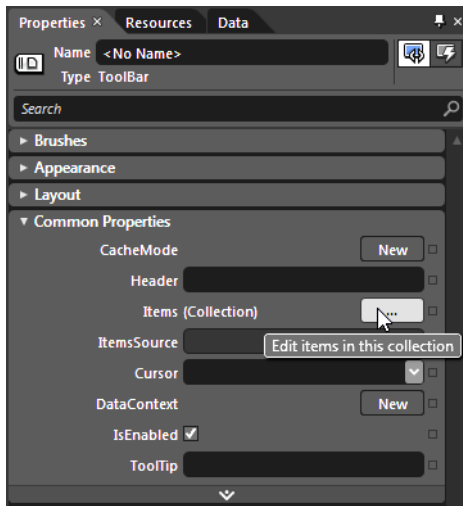 Properties × Resources Data
Name <No Name>
Type ToolBar
Search
Brushes
Appearance
Layout
Common Properties
CacheMode New
Header
Items (Collection) ...
ItemsSource
Edit items in this collection
Cursor
DataContext New
IsEnabled
ToolTip